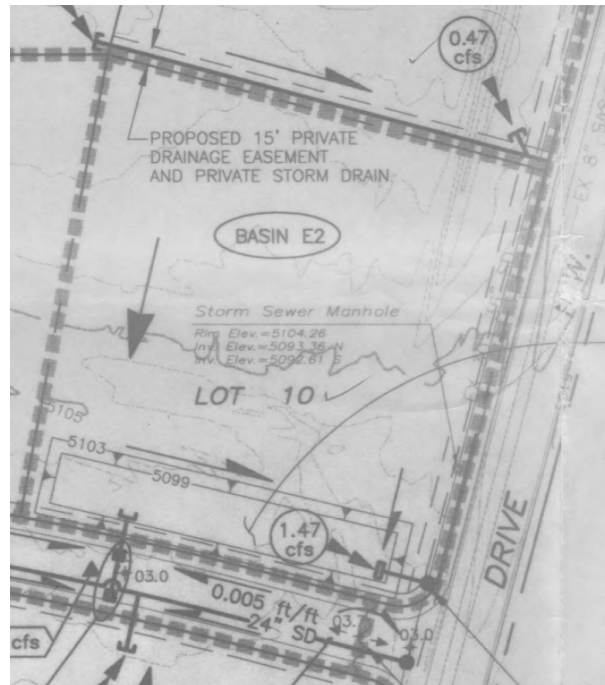 0.47
cfs
PROPOSED 15' PRIVATE
DRAINAGE EASEMENT
AND PRIVATE STORM DRAIN
EX 8" SAS
BASIN E2
Storm Sewer Manhole
Rim Elev.=5104.26
Inv. Elev.=5093.36 N
Inv. Elev.=5092.61 S
LOT 10
5105
5103
5099
1.47
cfs
DRIVE
03.0
0.005 ft/ft
24" SD
03.0
cfs